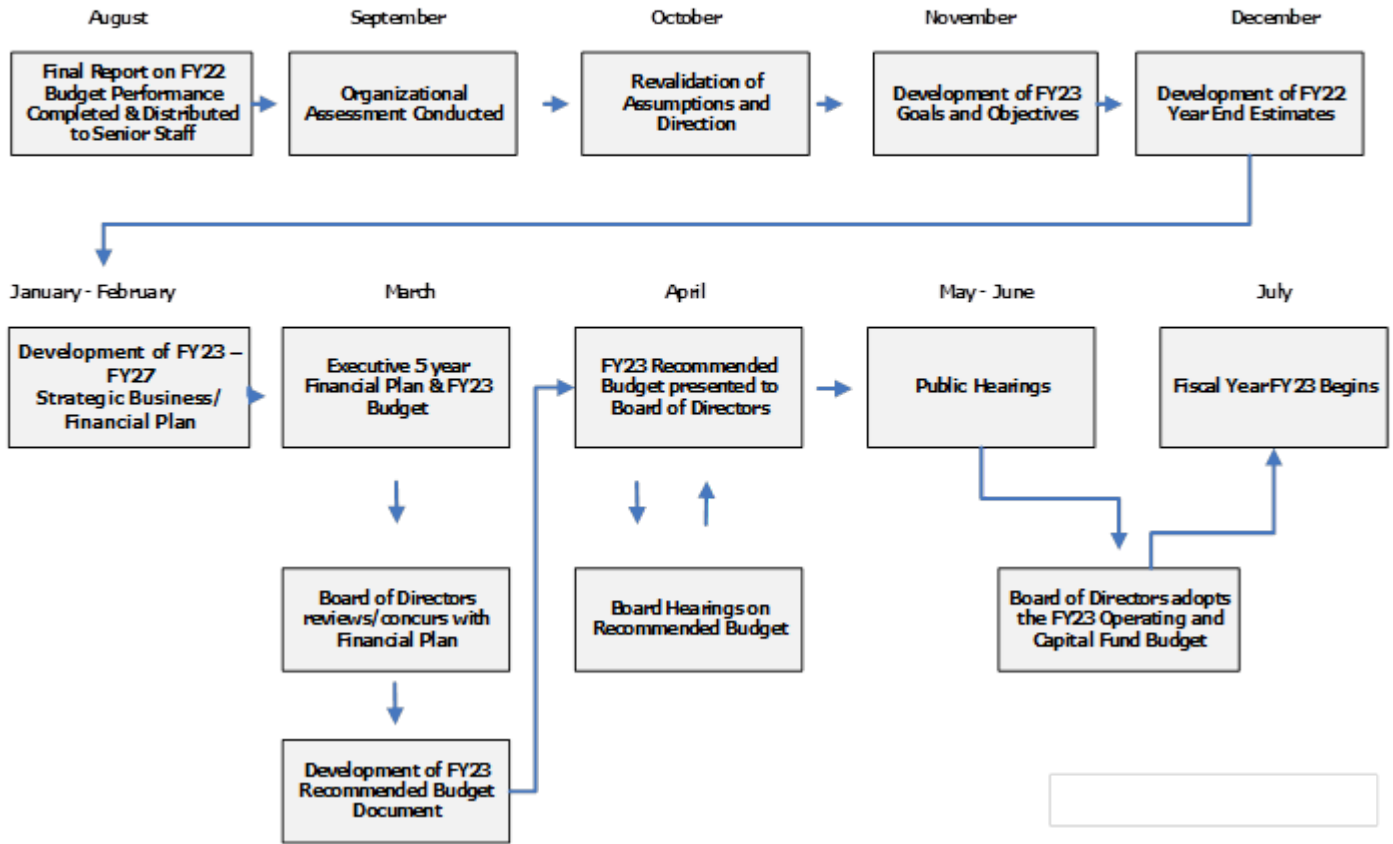 August
September
October
November
December
Final Report on FY22
Budget Performance
Completed & Distributed
to Senior Staff
Organizational
Assessment Conducted
Revalidation of
Assumptions and
Direction
Development of FY23
Goals and Objectives
Development of FY22
Year End Estimates
January - February
March
April
May - June
July
Development of FY23 –
FY27
Strategic Business/
Financial Plan
Executive 5 year
Financial Plan & FY23
Budget
FY23 Recommended
Budget presented to
Board of Directors
Public Hearings
Fiscal Year FY23 Begins
Board of Directors
reviews/concurs with
Financial Plan
Board Hearings on
Recommended Budget
Board of Directors adopts
the FY23 Operating and
Capital Fund Budget
Development of FY23
Recommended Budget
Document